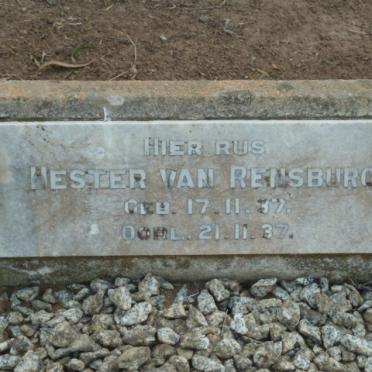 HIER RUS
HESTER VAN RENSBURG
GEB. 17.11.37.
OORL. 21.11.37.